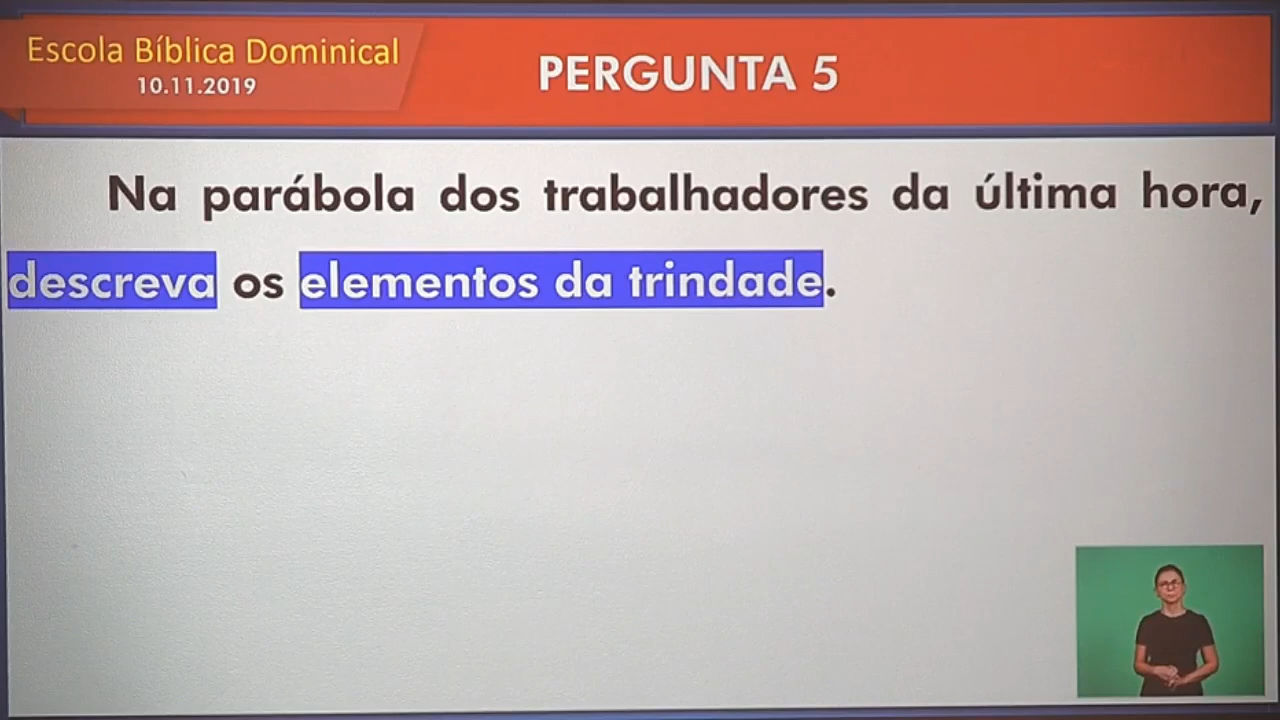 Escola Bíblica Dominical
10.11.2019
PERGUNTA 5
Na parábola dos trabalhadores da última hora,
descreva os elementos da trindade.